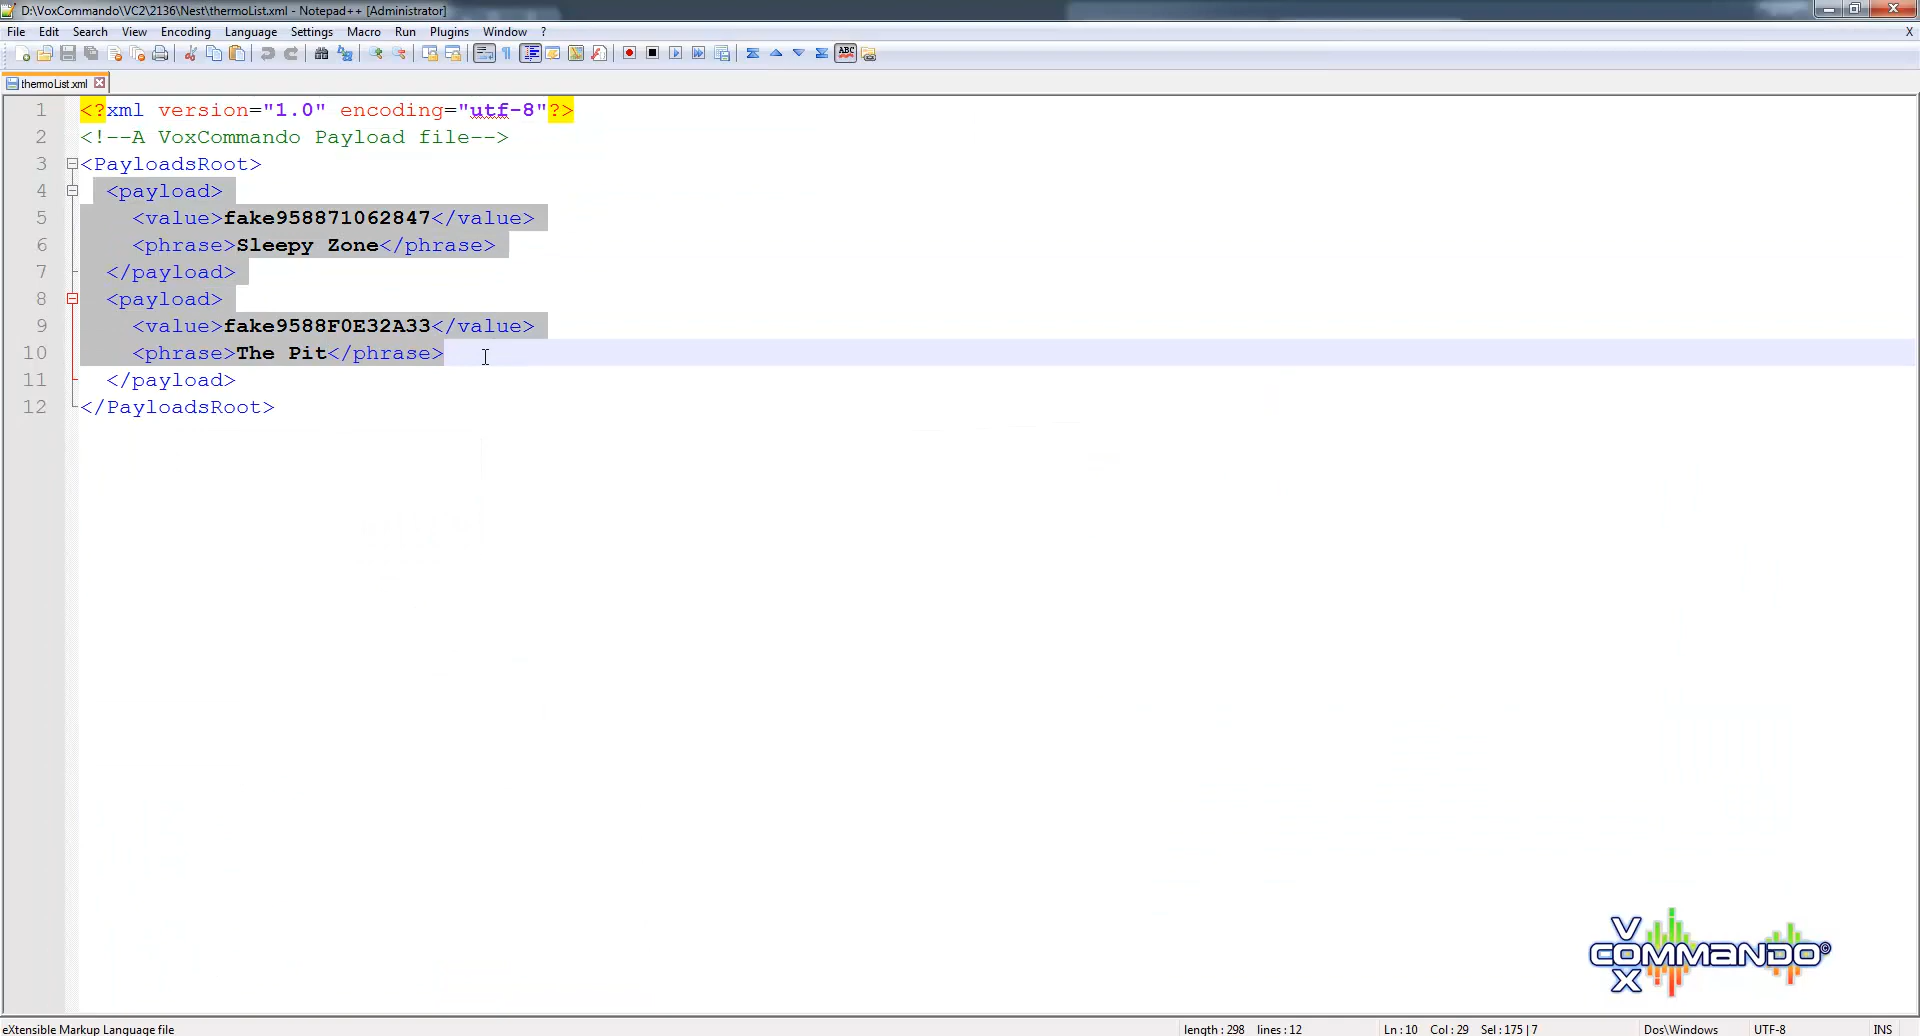 D:\VoxCommando\VC2\2136\Nest\thermoList.xml - Notepad++ [Administrator]
File Edit Search View Encoding Language Settings Macro Run Plugins Window ? X
ABC
thermoList.xml
1 <?xml version="1.0" encoding="utf-8"?>
2 <!--A VoxCommando Payload file-->
3 <PayloadsRoot>
4 <payload>
5 <value>fake958871062847</value>
6 <phrase>Sleepy Zone</phrase>
7 </payload>
8 <payload>
9 <value>fake9588F0E32A33</value>
10 <phrase>The Pit</phrase>
11 </payload>
12 </PayloadsRoot>
VOX
COMMANDO©
eXtensible Markup Language file length : 298 lines : 12 Ln : 10 Col : 29 Sel : 175 | 7 Dos\Windows UTF-8 INS